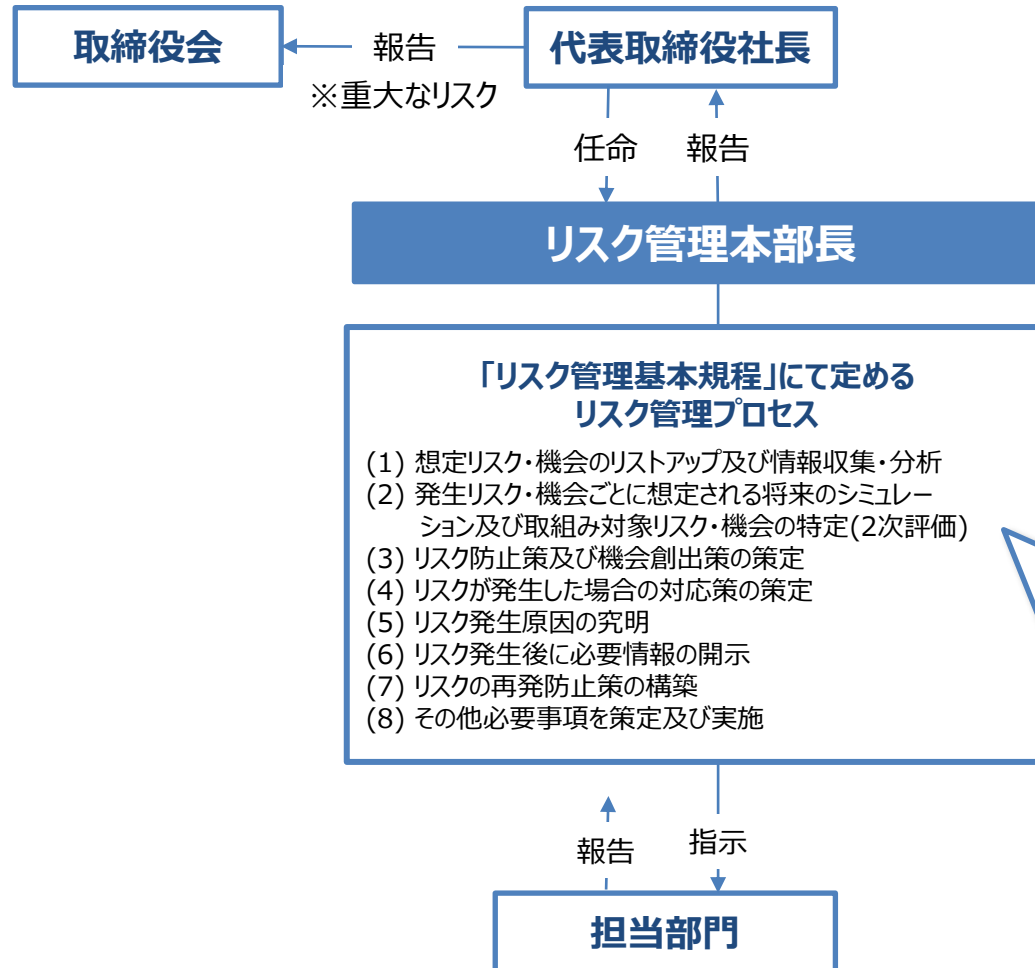 取締役会
報告
代表取締役社長
※重大なリスク
任命
報告
リスク管理本部長
「リスク管理基本規程」にて定める
リスク管理プロセス
(1) 想定リスク・機会のリストアップ及び情報収集・分析
(2) 発生リスク・機会ごとに想定される将来のシミュレー
ション及び取組み対象リスク・機会の特定(2次評価)
(3) リスク防止策及び機会創出策の策定
(4) リスクが発生した場合の対応策の策定
(5) リスク発生原因の究明
(6) リスク発生後に必要情報の開示
(7) リスクの再発防止策の構築
(8) その他必要事項を策定及び実施
報告
指示
担当部門